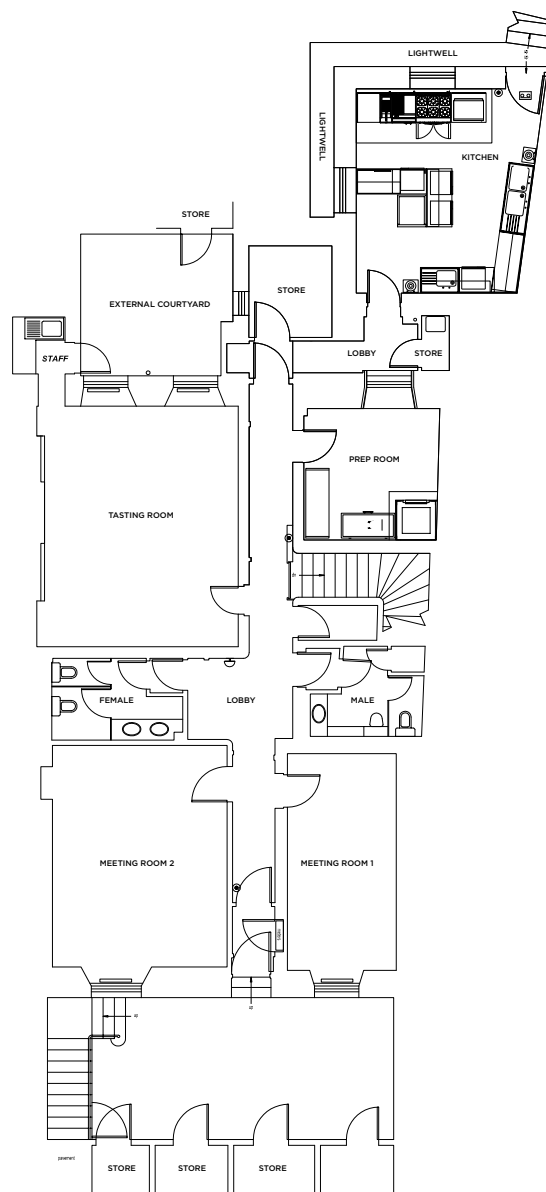 LIGHTWELL
LIGHTWELL
KITCHEN
STORE
EXTERNAL COURTYARD
STORE
STAFF
LOBBY
STORE
PREP ROOM
TASTING ROOM
FEMALE
LOBBY
MALE
MEETING ROOM 2
MEETING ROOM 1
pavement
STORE
STORE
STORE